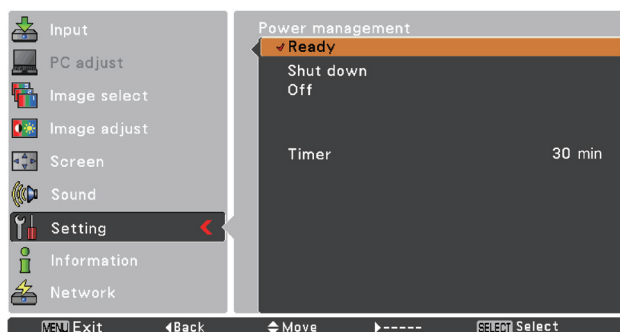 Input
PC adjust
Image select
Image adjust
Screen
Sound
Setting
Information
Network
Power management
Ready
Shut down
Off
Timer 30 min
MENU Exit Back Move ----- SELECT Select